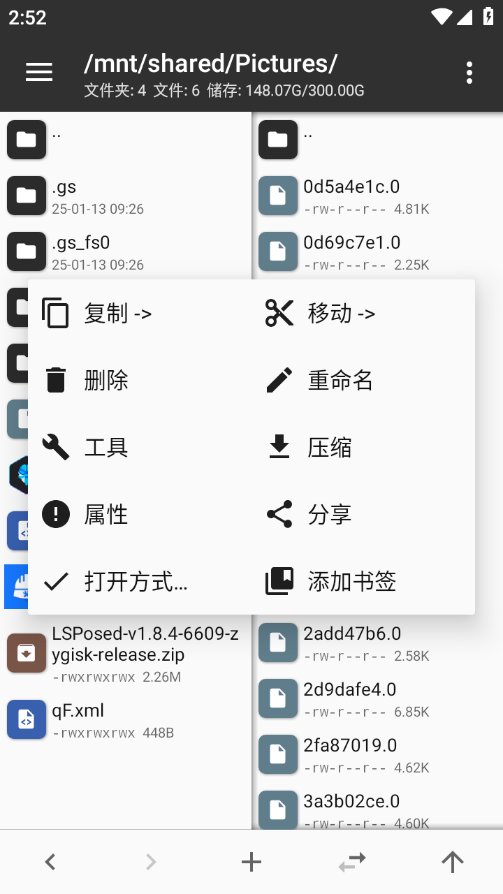 2:52
/mnt/shared/Pictures/
文件夹: 4 文件: 6 储存: 148.07G/300.00G
..
.gs
25-01-13 09:26
.gs_fs0
25-01-13 09:26
..
0d5a4e1c.0
-rw-r--r-- 4.81K
0d69c7e1.0
-rw-r--r-- 2.25K
复制 ->
移动 ->
删除
重命名
工具
压缩
属性
分享
打开方式...
添加书签
LSPosed-v1.8.4-6609-z
ygisk-release.zip
-rwxrwxrwx 2.26M
qF.xml
-rwxrwxrwx 448B
2add47b6.0
-rw-r--r-- 2.58K
2d9dafe4.0
-rw-r--r-- 6.85K
2fa87019.0
-rw-r--r-- 4.62K
3a3b02ce.0
-rw-r--r-- 4.60K